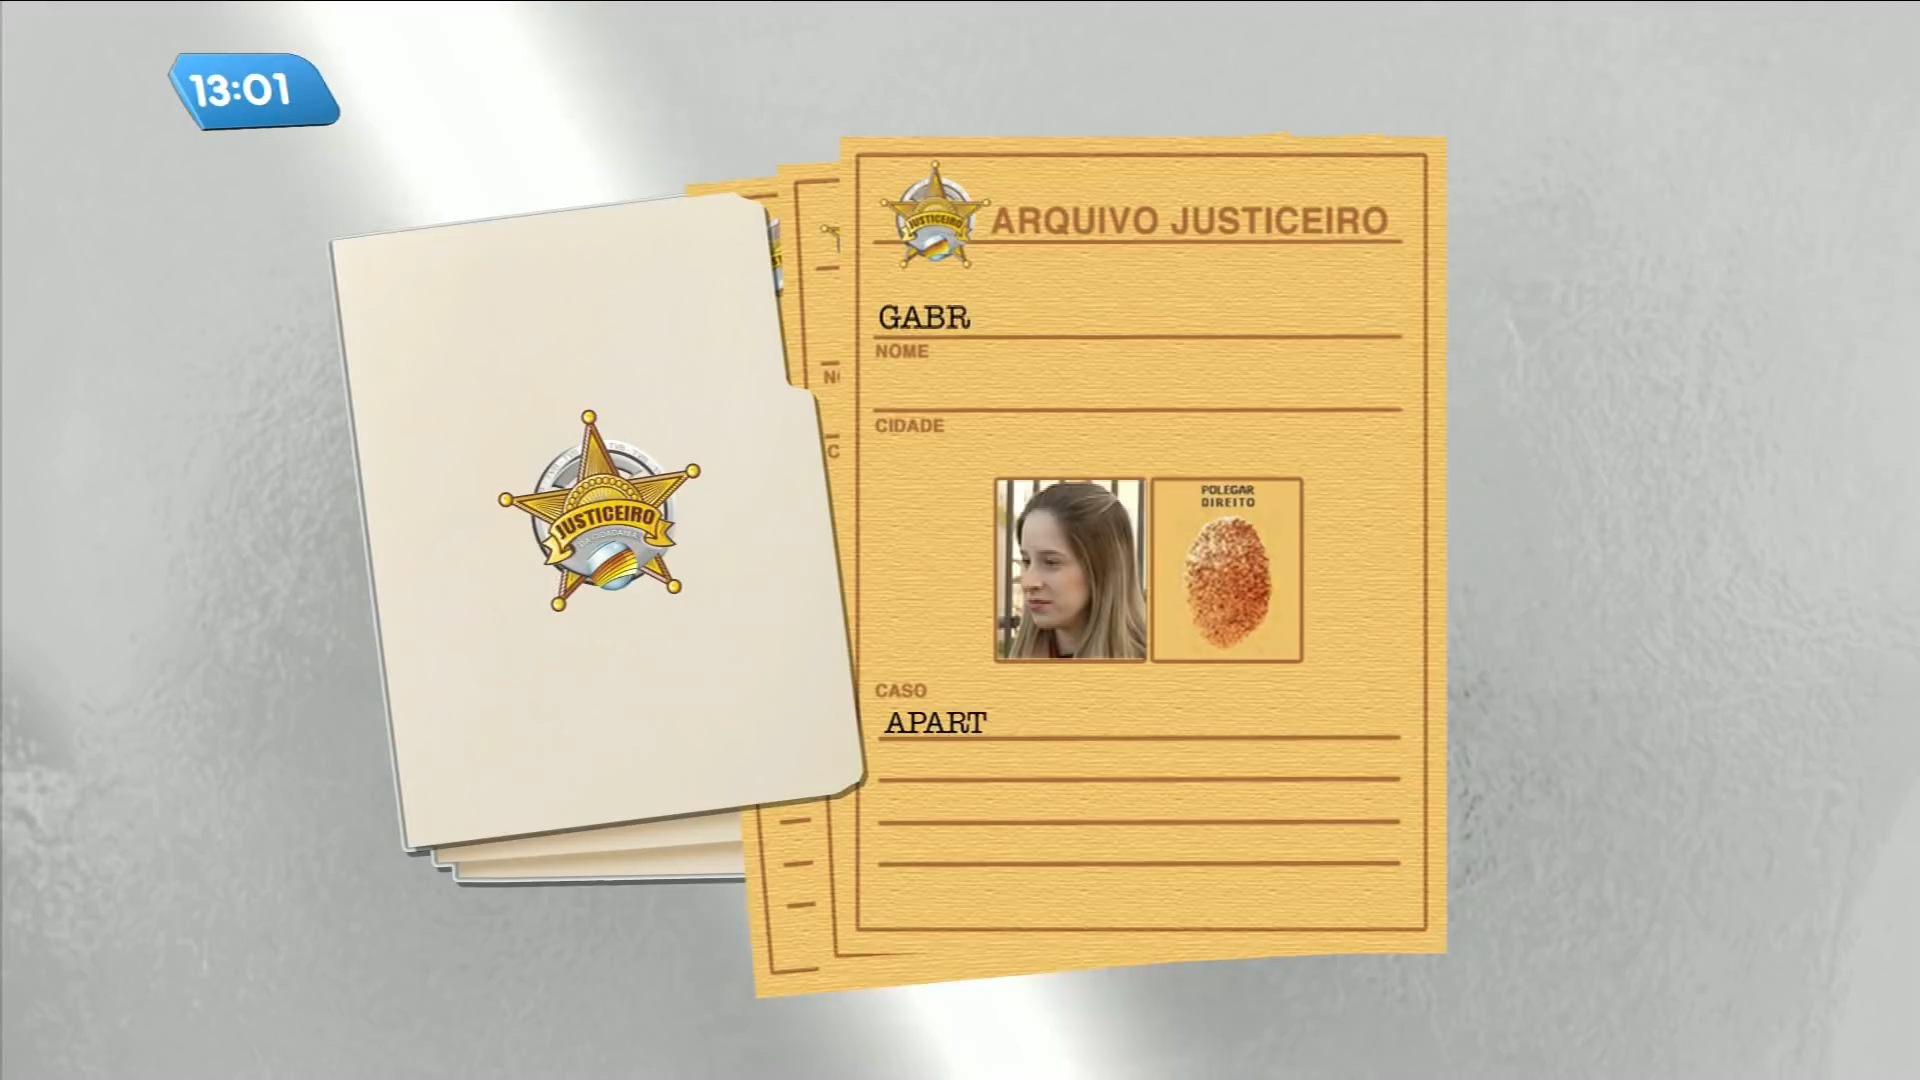 13:01
ARQUIVO JUSTICEIRO
JUSTICEIRO
GABR
NOME
CIDADE
POLEGAR
DIREITO
JUSTICEIRO
CASO
APART